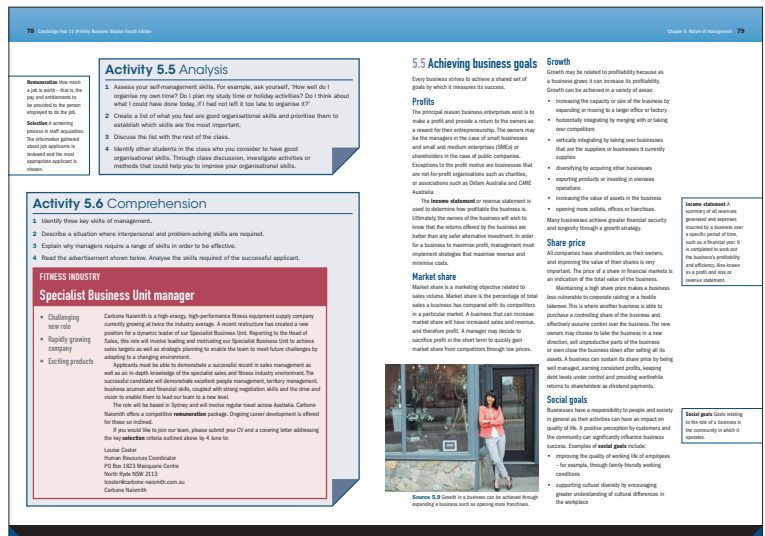 78 Cambridge Year 11 (Prelim) Business Studies Fourth Edition
Remuneration How much
a job is worth – that is, the
pay and entitlements to
be provided to the person
employed to do the job.
Selection A screening
process in staff acquisition.
The information gathered
about job applicants is
reviewed and the most
appropriate applicant is
chosen.
Activity 5.5 Analysis
1 Assess your self-management skills. For example, ask yourself, 'How well do I
organise my own time? Do I plan my study time or holiday activities? Do I think about
what I could have done today, if I had not left it too late to organise it?'
2 Create a list of what you feel are good organisational skills and prioritise them to
establish which skills are the most important.
3 Discuss the list with the rest of the class.
4 Identify other students in the class who you consider to have good
organisational skills. Through class discussion, investigate activities or
methods that could help you to improve your organisational skills.
Activity 5.6 Comprehension
1 Identify three key skills of management.
2 Describe a situation where interpersonal and problem-solving skills are required.
3 Explain why managers require a range of skills in order to be effective.
4 Read the advertisement shown below. Analyse the skills required of the successful applicant.
FITNESS INDUSTRY
Specialist Business Unit manager
• Challenging
new role
• Rapidly growing
company
• Exciting products
Carbone Naismith is a high-energy, high-performance fitness equipment supply company
currently growing at twice the industry average. A recent restructure has created a new
position for a dynamic leader of our Specialist Business Unit. Reporting to the Head of
Sales, this role will involve leading and motivating our Specialist Business Unit to achieve
sales targets as well as strategic planning to enable the team to meet future challenges by
adapting to a changing environment.
Applicants must be able to demonstrate a successful record in sales management as
well as an in-depth knowledge of the specialist sales and fitness industry environment. The
successful candidate will demonstrate excellent people management, territory management,
business acumen and financial skills, coupled with strong negotiation skills and the drive and
vision to enable them to lead our team to a new level.
The role will be based in Sydney and will involve regular travel across Australia. Carbone
Naismith offers a competitive remuneration package. Ongoing career development is offered
for those so inclined.
If you would like to join our team, please submit your CV and a covering letter addressing
the key selection criteria outlined above by 4 June to:
Louise Coster
Human Resources Coordinator
PO Box 1823 Macquarie Centre
North Ryde NSW 2113
lcoster@carbone-naismith.com.au
Carbone Naismith
Chapter 5: Nature of management 79
5.5 Achieving business goals
Every business strives to achieve a shared set of
goals by which it measures its success.
Profits
The principal reason business enterprises exist is to
make a profit and provide a return to the owners as
a reward for their entrepreneurship. The owners may
be the managers in the case of small businesses
and small and medium enterprises (SMEs) or
shareholders in the case of public companies.
Exceptions to the profit motive are businesses that
are not-for-profit organisations such as charities,
or associations such as Oxfam Australia and CARE
Australia.
The income statement or revenue statement is
used to determine how profitable the business is.
Ultimately, the owners of the business will wish to
know that the returns offered by the business are
better than any safer alternative investment. In order
for a business to maximise profit, management must
implement strategies that maximise revenue and
minimise costs.
Market share
Market share is a marketing objective related to
sales volume. Market share is the percentage of total
sales a business has compared with its competitors
in a particular market. A business that can increase
market share will have increased sales and revenue,
and therefore profit. A manager may decide to
sacrifice profit in the short term to quickly gain
market share from competitors through low prices.
Source 5.9 Growth in a business can be achieved through
expanding a business such as opening more franchises.
Growth
Growth may be related to profitability because as
a business grows it can increase its profitability.
Growth can be achieved in a variety of areas:
• increasing the capacity or size of the business by
expanding or moving to a larger office or factory
• horizontally integrating by merging with or taking
over competitors
• vertically integrating by taking over businesses
that are the suppliers or businesses it currently
supplies
• diversifying by acquiring other businesses
• exporting products or investing in overseas
operations
• increasing the value of assets in the business
• opening more outlets, offices or franchises.
Many businesses achieve greater financial security
and longevity through a growth strategy.
Share price
All companies have shareholders as their owners,
and improving the value of their shares is very
important. The price of a share in financial markets is
an indication of the total value of the business.
Maintaining a high share price makes a business
less vulnerable to corporate raiding or a hostile
takeover. This is where another business is able to
purchase a controlling share of the business and
effectively assume control over the business. The new
owners may choose to take the business in a new
direction, sell unproductive parts of the business
or even close the business down after selling all its
assets. A business can sustain its share price by being
well managed, earning consistent profits, keeping
debt levels under control and providing worthwhile
returns to shareholders as dividend payments.
Social goals
Businesses have a responsibility to people and society
in general as their activities can have an impact on
quality of life. A positive perception by customers and
the community can significantly influence business
success. Examples of social goals include:
• improving the quality of working life of employees
– for example, through family-friendly working
conditions
• supporting cultural diversity by encouraging
greater understanding of cultural differences in
the workplace
Income statement A
summary of all revenues
generated and expenses
incurred by a business over
a specific period of time,
such as a financial year. It
is completed to work out
the business's profitability
and efficiency. Also known
as a profit and loss or
revenue statement.
Social goals Goals relating
to the role of a business in
the community in which it
operates.